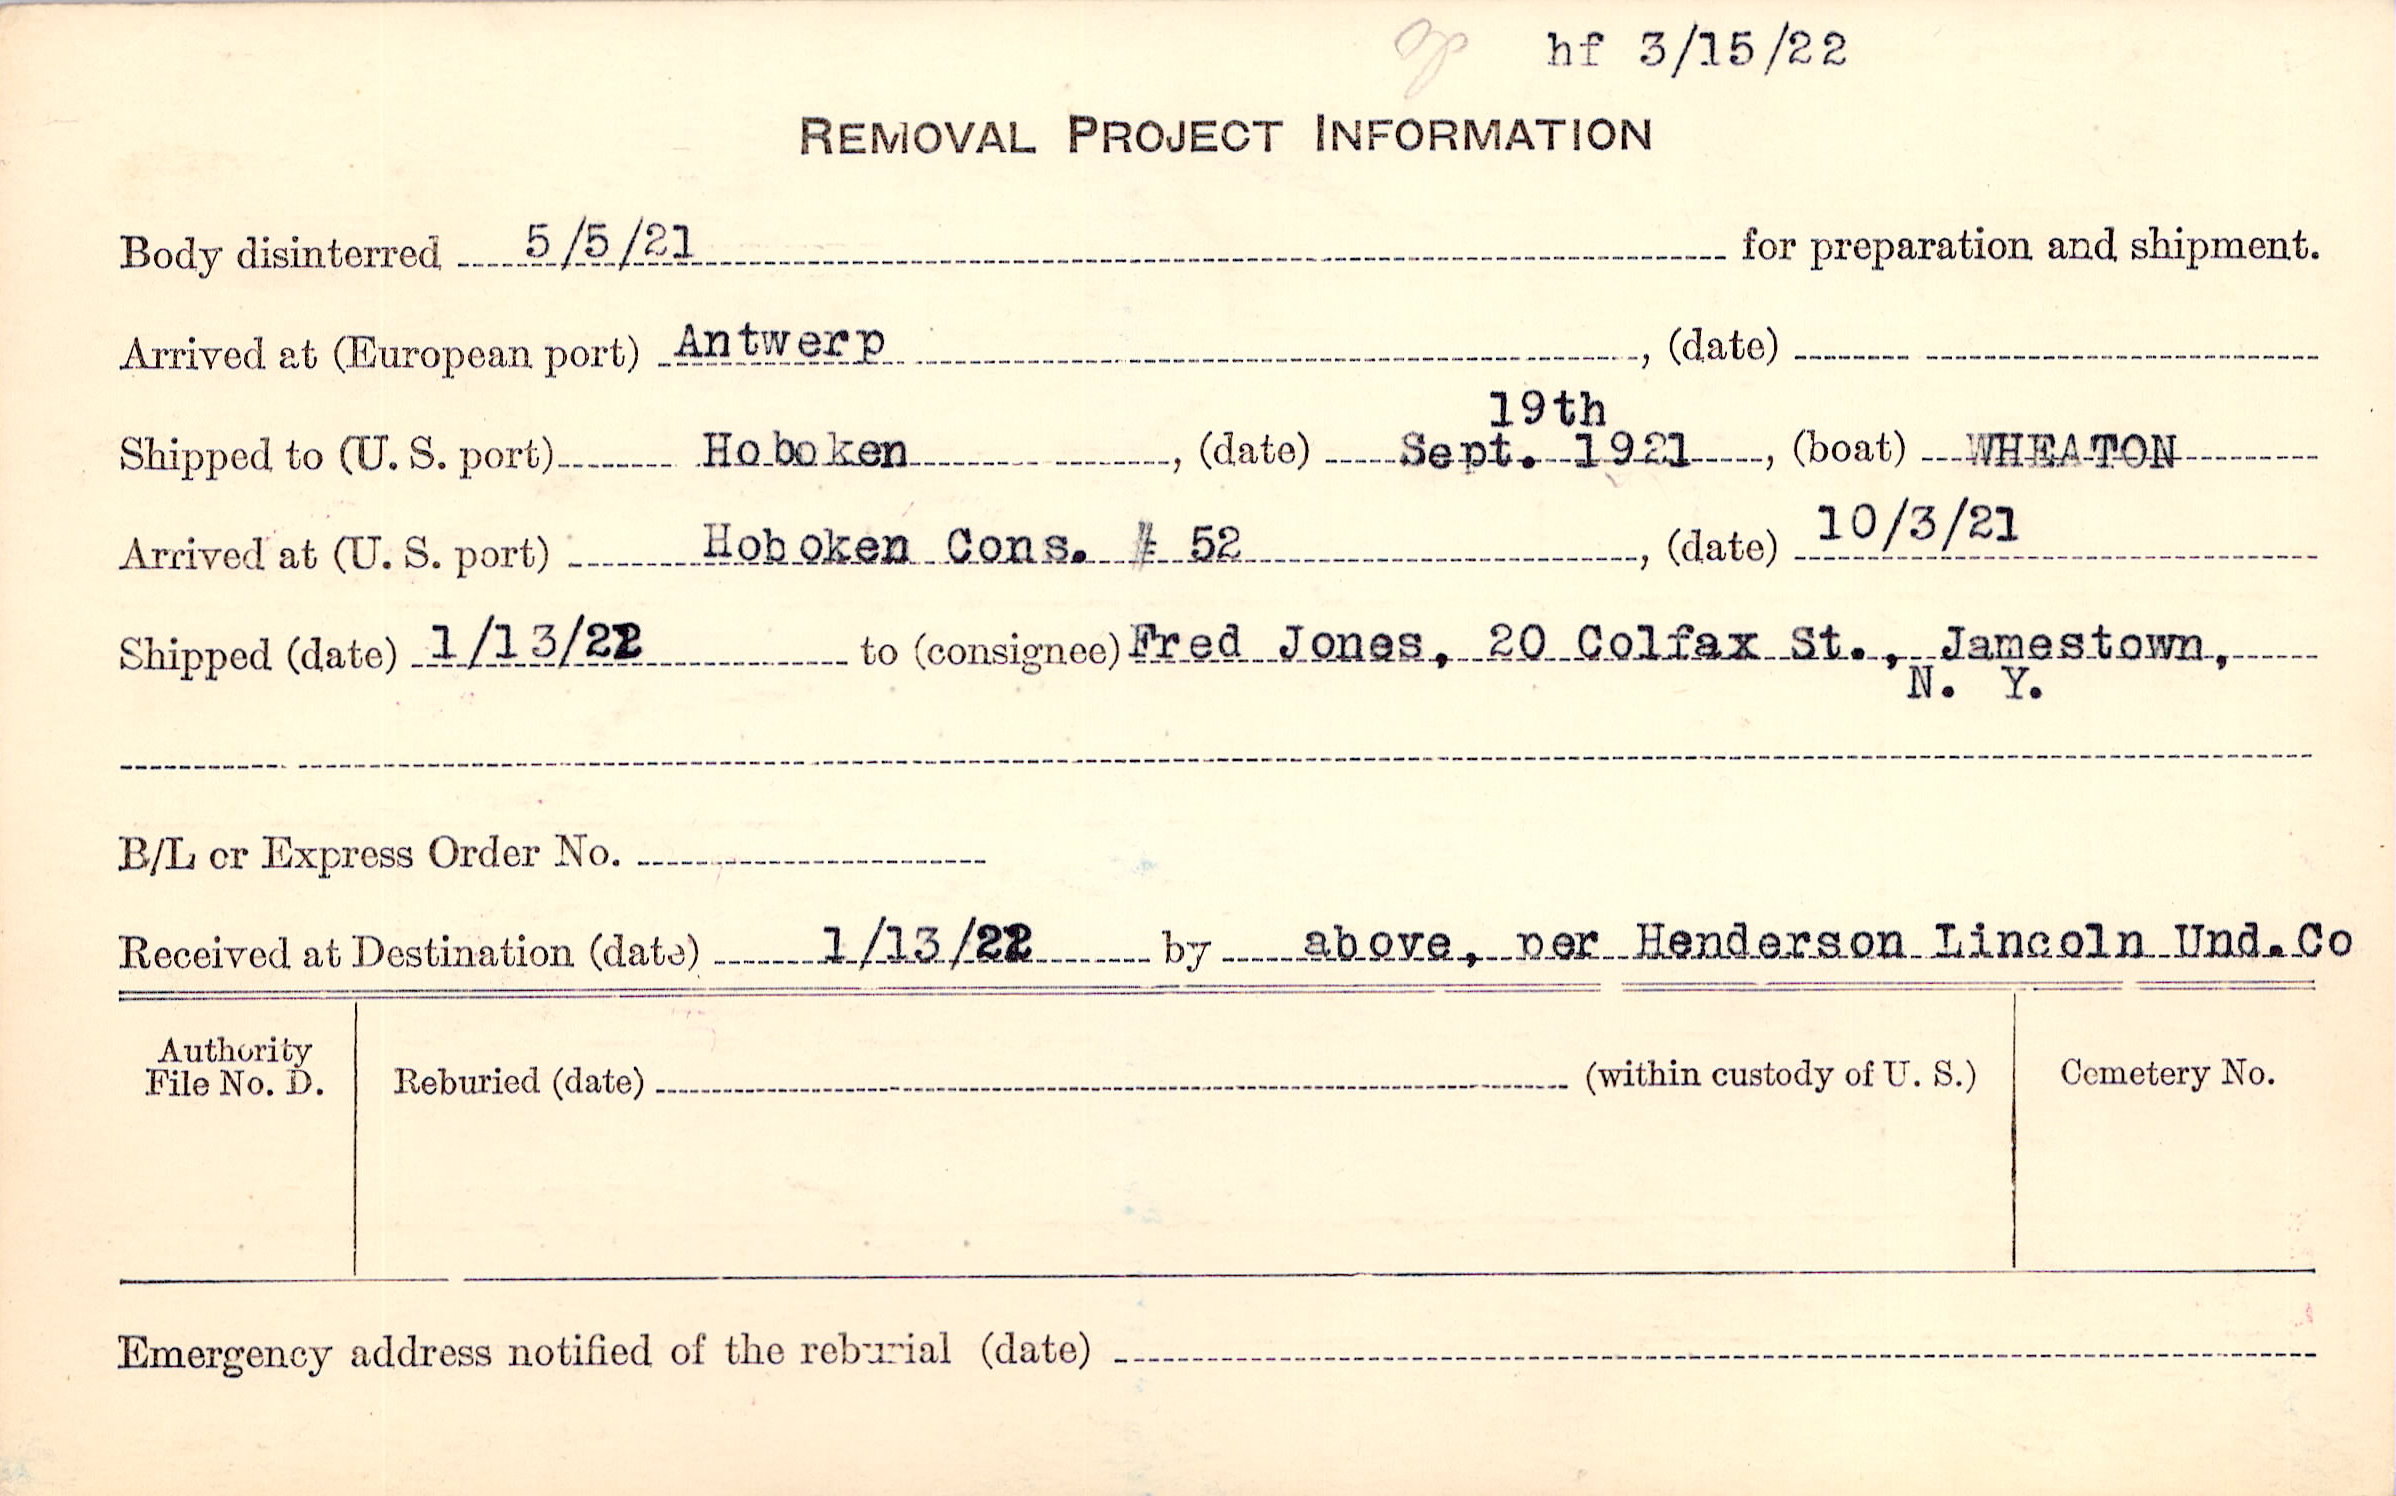 hf 3/15/22
REMOVAL PROJECT INFORMATION
Body disinterred 5/5/21 for preparation and shipment.
Arrived at (European port) Antwerp, (date)
19th
Shipped to (U. S. port) Hoboken, (date) Sept. 1921, (boat) WHEATON
Arrived at (U. S. port) Hoboken Cons. # 52, (date) 10/3/21
Shipped (date) 1/13/22 to (consignee) Fred Jones, 20 Colfax St., Jamestown,
N. Y.
B/L or Express Order No.
Received at Destination (date) 1/13/22 by above, per Henderson Lincoln Und.Co
Authority
File No. D.
Reburied (date) (within custody of U. S.)
Cemetery No.
Emergency address notified of the reburial (date)